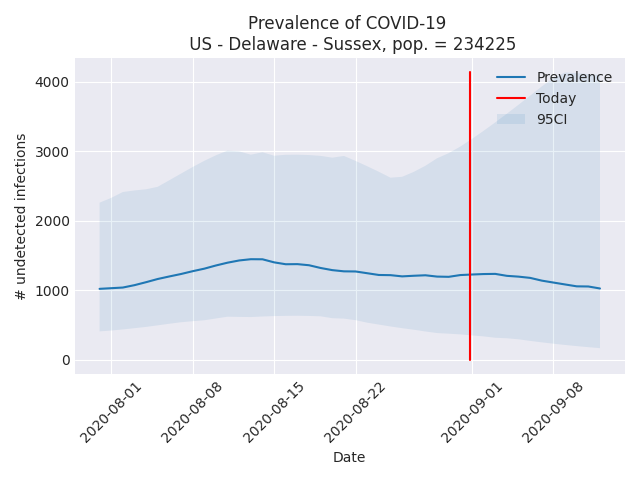 Prevalence of COVID-19
US - Delaware - Sussex, pop. = 234225
# undetected infections
4000
3000
2000
1000
0
Prevalence
Today
95CI
2020-08-01
2020-08-08
2020-08-15
2020-08-22
2020-09-01
2020-09-08
Date